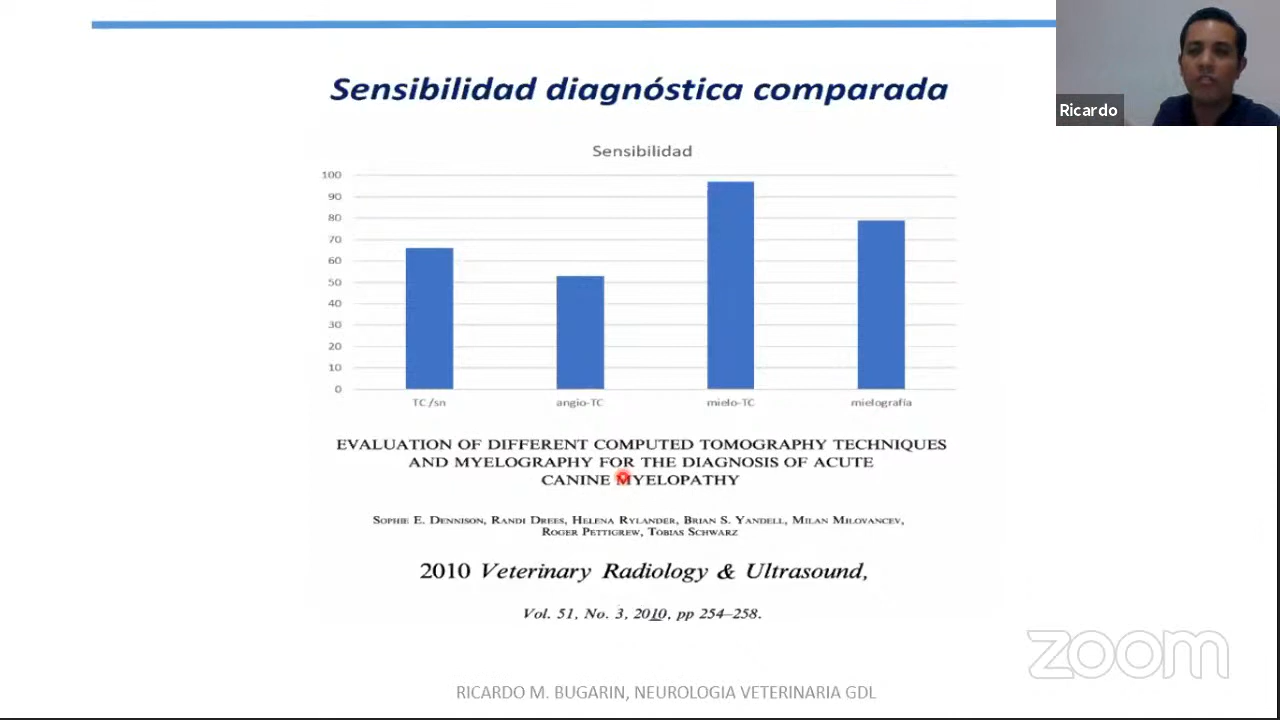 Sensibilidad diagnóstica comparada
Ricardo
Sensibilidad
100
90
80
70
60
50
40
30
20
10
0
TC/sn
angio-TC
mielo-TC
mielografía
EVALUATION OF DIFFERENT COMPUTED TOMOGRAPHY TECHNIQUES
AND MYELOGRAPHY FOR THE DIAGNOSIS OF ACUTE
CANINE MYELOPATHY
SOPHIE E. DENNISON, RANDI DREES, HELENA RYLANDER, BRIAN S. YANDELL, MILAN MILOVANCEV,
ROGER PETTIGREW, TOBIAS SCHWARZ
2010 Veterinary Radiology & Ultrasound,
Vol. 51, No. 3, 2010, pp 254–258.
zoom
RICARDO M. BUGARIN, NEUROLOGIA VETERINARIA GDL